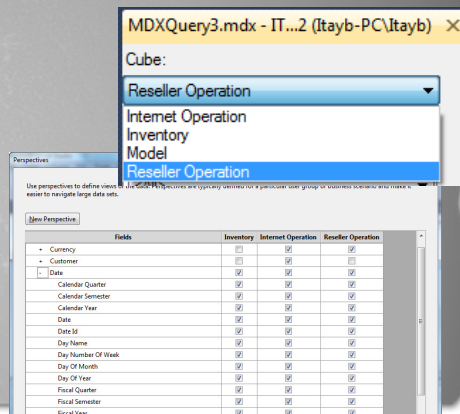 MDXQuery3.mdx - IT...2 (Itayb-PC\Itayb) ×
Cube:
Reseller Operation
Internet Operation
Inventory
Model
Reseller Operation
Perspectives
Use perspectives to define views of the data. Perspectives are typically defined for a particular user group or business scenario and make it
easier to navigate large data sets.
New Perspective
Fields Inventory Internet Operation Reseller Operation
+ Currency
+ Customer
- Date
Calendar Quarter
Calendar Semester
Calendar Year
Date
Date Id
Day Name
Day Number Of Week
Day Of Month
Day Of Year
Fiscal Quarter
Fiscal Semester
Fiscal Year